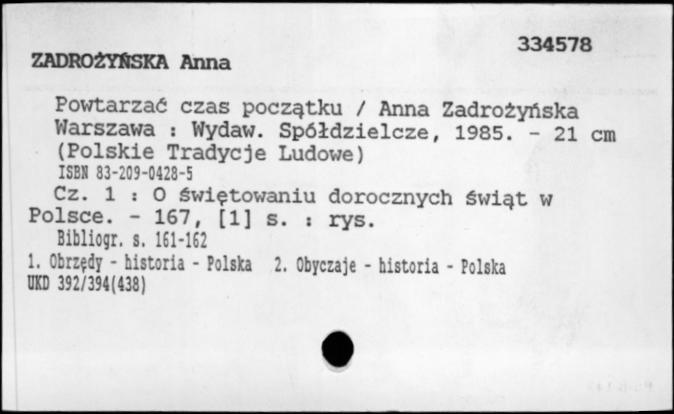 334578
ZADROŻYŃSKA Anna
Powtarzać czas początku / Anna Zadrożyńska
Warszawa : Wydaw. Spółdzielcze, 1985. - 21 cm
(Polskie Tradycje Ludowe)
ISBN 83-209-0428-5
Cz. 1 : O świętowaniu dorocznych świąt w
Polsce. - 167, [1] s. : rys.
Bibliogr. s. 161-162
1. Obrzędy - historia - Polska 2. Obyczaje - historia - Polska
UKD 392/394(438)